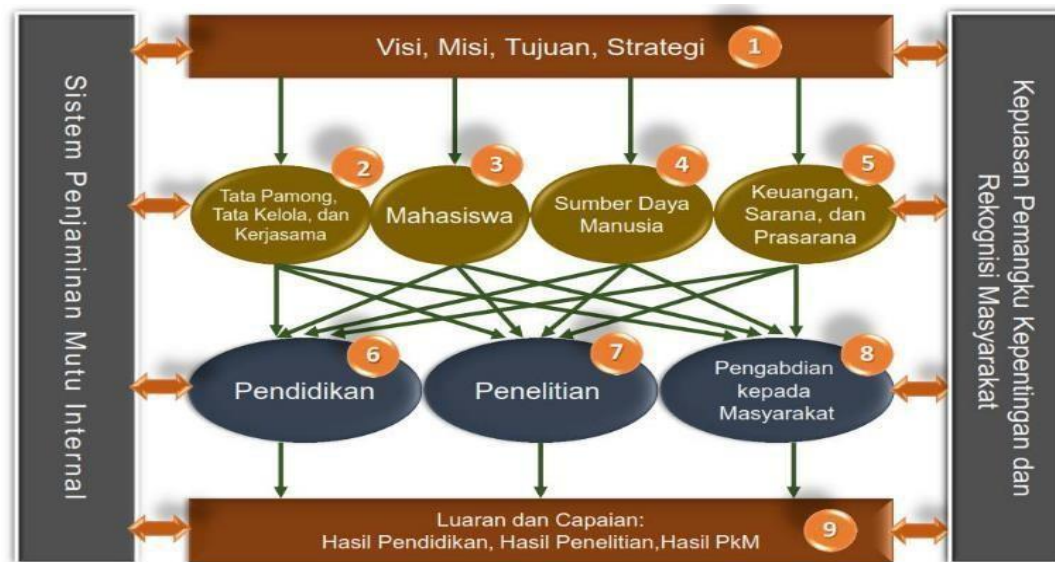 Sistem Penjaminan Mutu Internal
Visi, Misi, Tujuan, Strategi
1
2
Tata Pamong,
Tata Kelola, dan
Kerjasama
3
Mahasiswa
4
Sumber Daya
Manusia
5
Keuangan,
Sarana, dan
Prasarana
6
Pendidikan
7
Penelitian
8
Pengabdian
kepada
Masyarakat
9
Luaran dan Capaian:
Hasil Pendidikan, Hasil Penelitian,Hasil PkM
Kepuasan Pemangku Kepentingan dan
Rekognisi Masyarakat